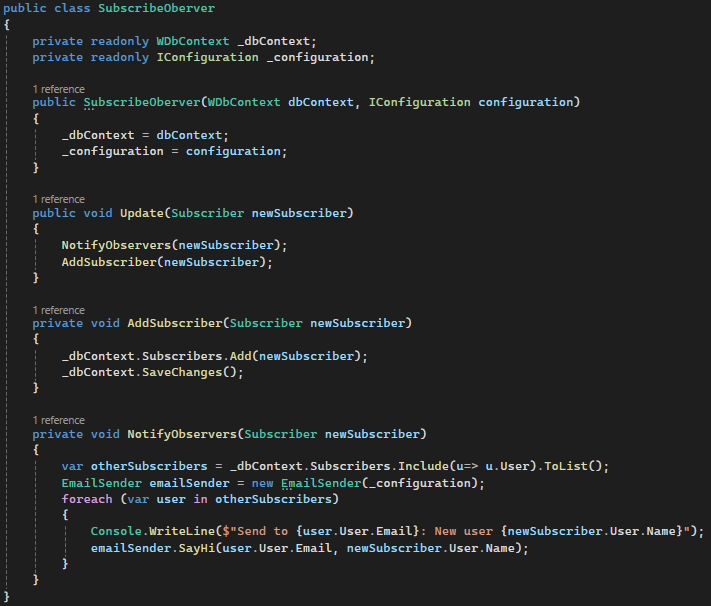 public class SubscribeOberver
{
private readonly WDbContext _dbContext;
private readonly IConfiguration _configuration;
1 reference
public SubscribeOberver(WDbContext dbContext, IConfiguration configuration)
{
_dbContext = dbContext;
_configuration = configuration;
}
1 reference
public void Update(Subscriber newSubscriber)
{
NotifyObservers(newSubscriber);
AddSubscriber(newSubscriber);
}
1 reference
private void AddSubscriber(Subscriber newSubscriber)
{
_dbContext.Subscribers.Add(newSubscriber);
_dbContext.SaveChanges();
}
1 reference
private void NotifyObservers(Subscriber newSubscriber)
{
var otherSubscribers = _dbContext.Subscribers.Include(u=> u.User).ToList();
EmailSender emailSender = new EmailSender(_configuration);
foreach (var user in otherSubscribers)
{
Console.WriteLine($"Send to {user.User.Email}: New user {newSubscriber.User.Name}");
emailSender.SayHi(user.User.Email, newSubscriber.User.Name);
}
}
}